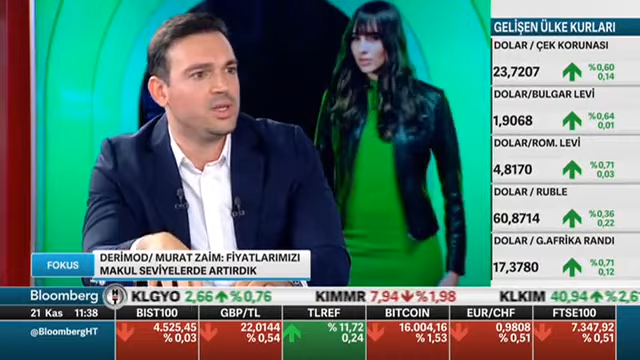 GELİŞEN ÜLKE KURLARI
DOLAR / ÇEK KORUNASI
23,7207 %0,60
0,14
DOLAR/BULGAR LEVİ
1,9068 %0,64
0,01
DOLAR/ROM. LEVİ
4,8170 %0,71
0,03
DOLAR / RUBLE
60,8714 %0,36
0,22
DOLAR / G.AFRİKA RANDI
17,3780 %0,71
0,12
FOKUS
DERİMOD/ MURAT ZAİM: FİYATLARIMIZI
MAKUL SEVİYELERDE ARTIRDIK
Bloomberg HT KLGYO 2,66 %0,76 KIMMR 7,94 %1,98 KLKIM 40,94 %2,6
21 Kas 11:38 BIST100 GBP/TL TLREF BITCOIN EUR/CHF FTSE100
@BloombergHT 4.525,45 22,0144 % 11,72 16.004,16 0,9808 7.347,92
% 0,03 % 0,54 0,24 % 1,53 % 0,51 % 0,51